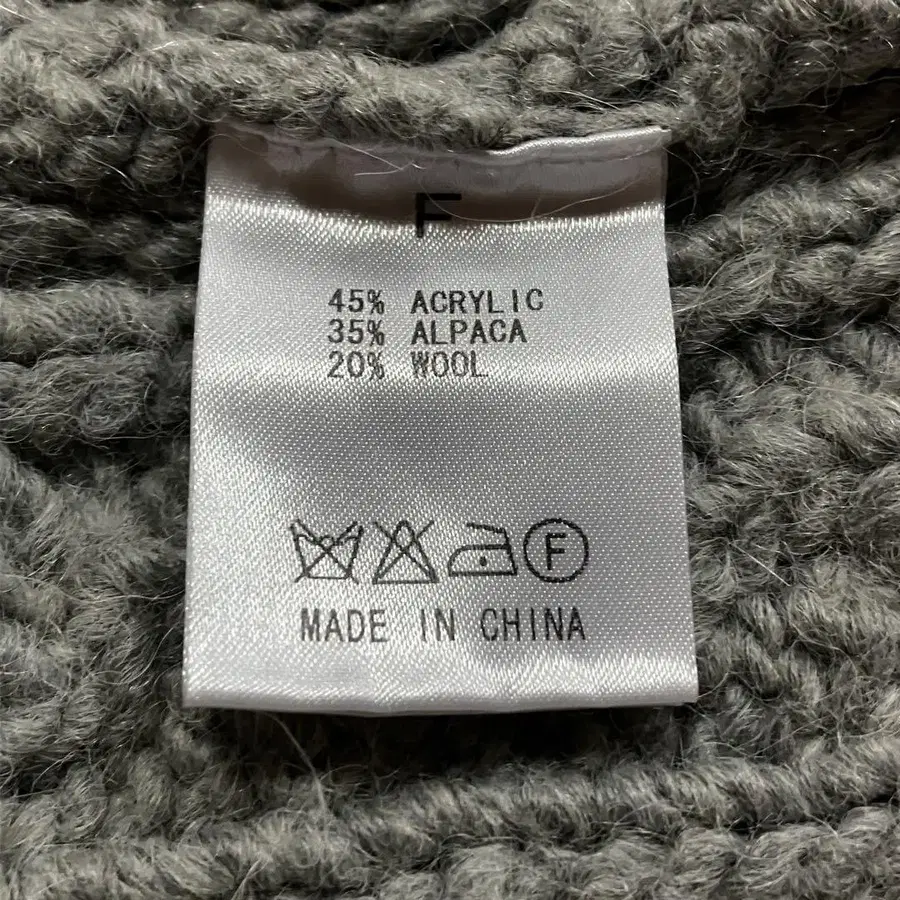 F
45% ACRYLIC
35% ALPACA
20% WOOL
F
MADE IN CHINA